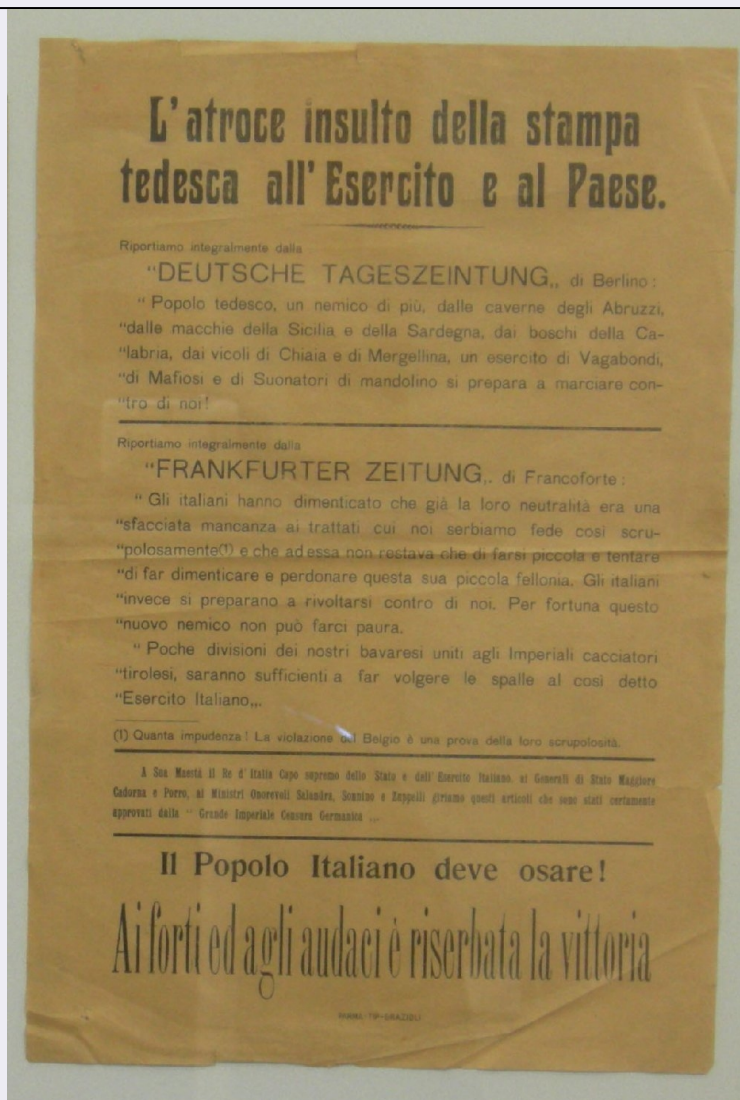 L'atroce insulto della stampa
tedesca all'Esercito e al Paese.
Riportiamo integralmente dalla
"DEUTSCHE TAGESZEINTUNG„ di Berlino:
" Popolo tedesco, un nemico di più, dalle caverne degli Abruzzi,
"dalle macchie della Sicilia e della Sardegna, dai boschi della Ca-
"labria, dai vicoli di Chiaia e di Mergellina, un esercito di Vagabondi,
"di Mafiosi e di Suonatori di mandolino si prepara a marciare con-
"tro di noi!
Riportiamo integralmente dalla
"FRANKFURTER ZEITUNG„. di Francoforte:
" Gli italiani hanno dimenticato che già la loro neutralità era una
"sfacciata mancanza ai trattati cui noi serbiamo fede così scru-
"polosamente(1) e che ad essa non restava che di farsi piccola e tentare
"di far dimenticare e perdonare questa sua piccola fellonia. Gli italiani
"invece si preparano a rivoltarsi contro di noi. Per fortuna questo
"nuovo nemico non può farci paura.
" Poche divisioni dei nostri bavaresi uniti agli Imperiali cacciatori
"tirolesi, saranno sufficienti a far volgere le spalle al così detto
"Esercito Italiano„.
(1) Quanta impudenza! La violazione del Belgio è una prova della loro scrupolosità.
A Sua Maestà il Re d'Italia Capo supremo dello Stato e dell'Esercito Italiano, ai Generali di Stato Maggiore
Cadorna e Porro, ai Ministri Onorevoli Salandra, Sonnino e Zuppelli giriamo questi articoli che sono stati certamente
approvati dalla " Grande Imperiale Censura Germanica „.
Il Popolo Italiano deve osare!
Ai forti ed agli audaci è riserbata la vittoria
PARMA TIP-GRAZIOLI